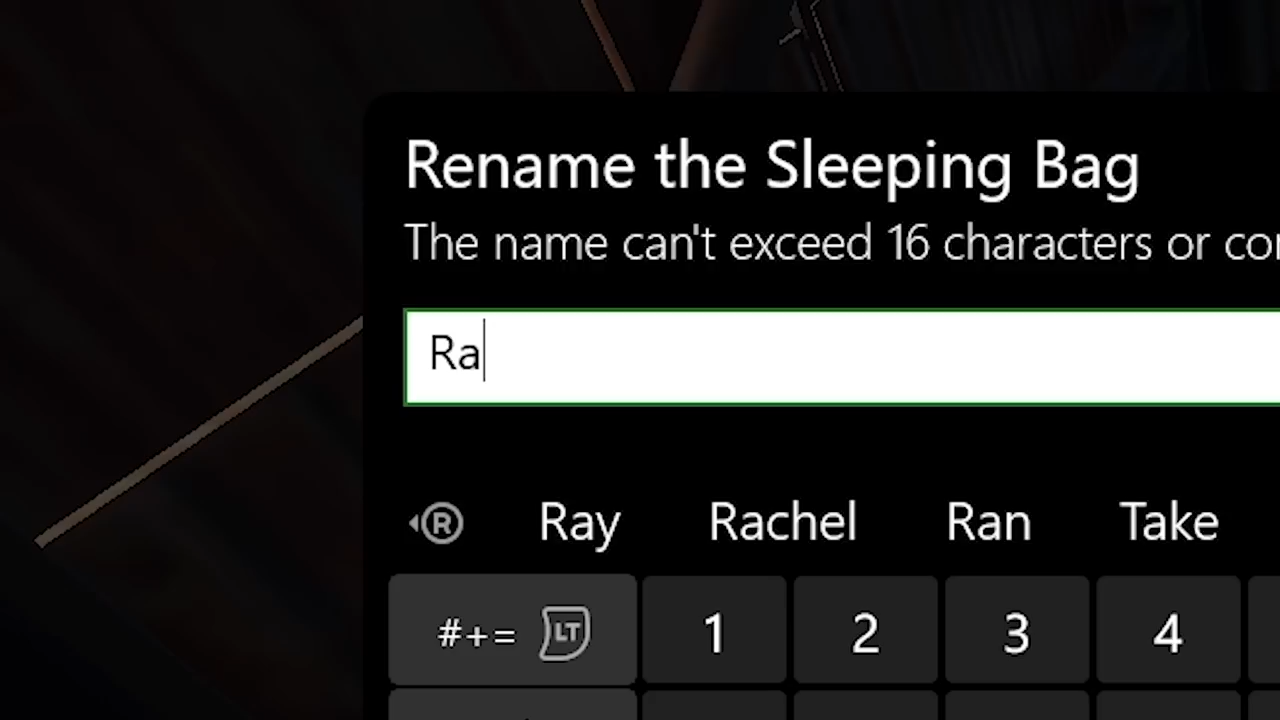 Rename the Sleeping Bag
The name can't exceed 16 characters or
Ra
R Ray Rachel Ran Take
#+= LT 1 2 3 4